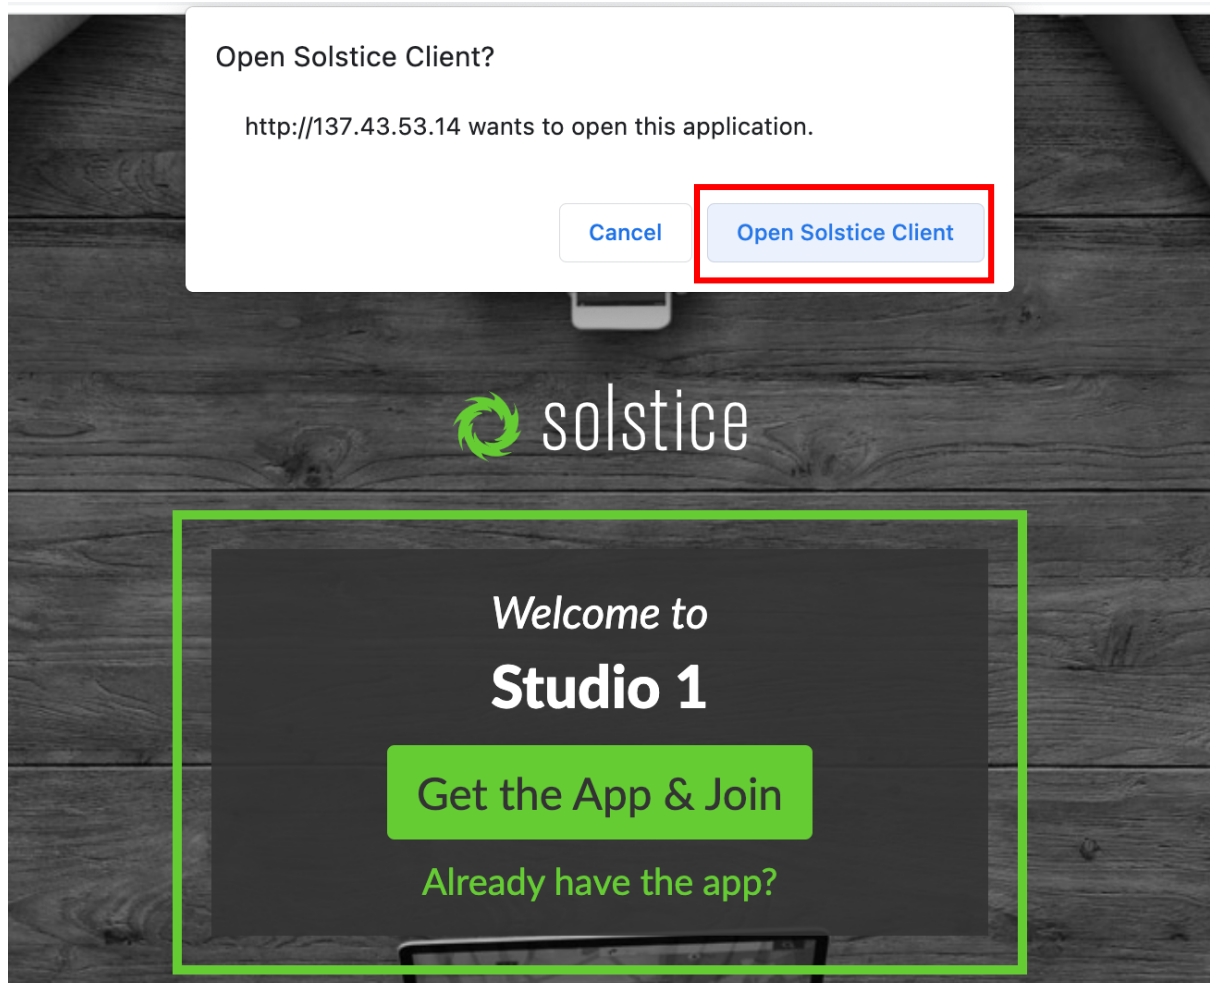 Open Solstice Client?
http://137.43.53.14 wants to open this application.
Cancel
Open Solstice Client
solstice
Welcome to
Studio 1
Get the App & Join
Already have the app?